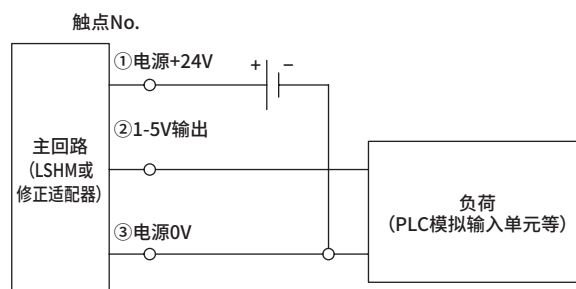 触点No.
①电源+24V
+ −
②1-5V输出
主回路
（LSHM或
修正适配器）
负荷
（PLC模拟输入单元等）
③电源0V